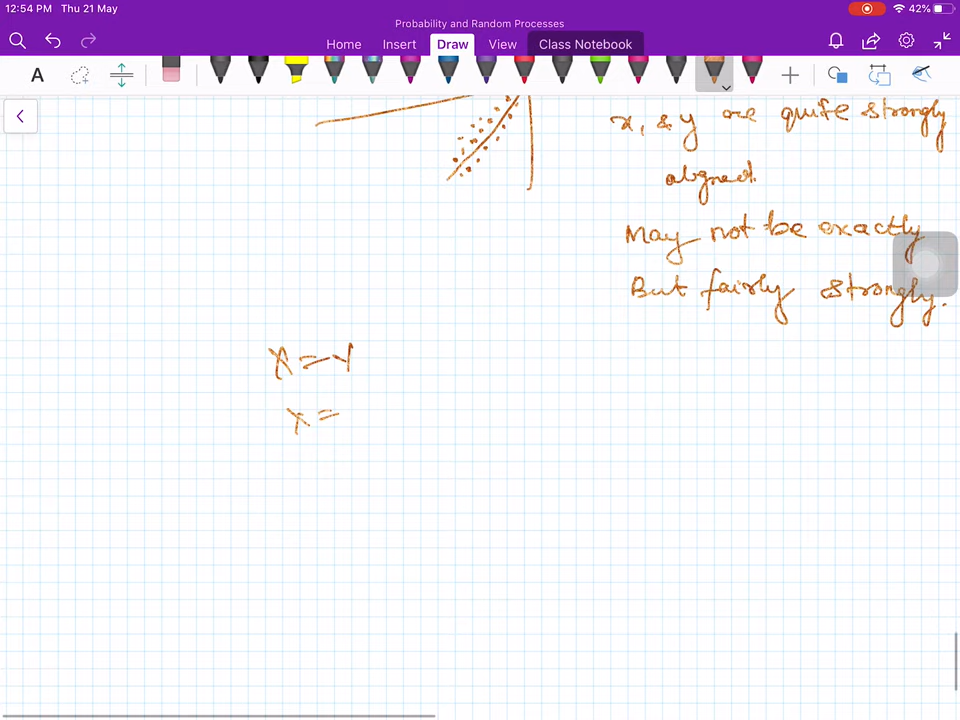 12:54 PM Thu 21 May 42%
Probability and Random Processes
Home Insert Draw View Class Notebook
A
x, & y are quite strongly
aligned.
May not be exactly
But fairly strongly.
X = Y
X =